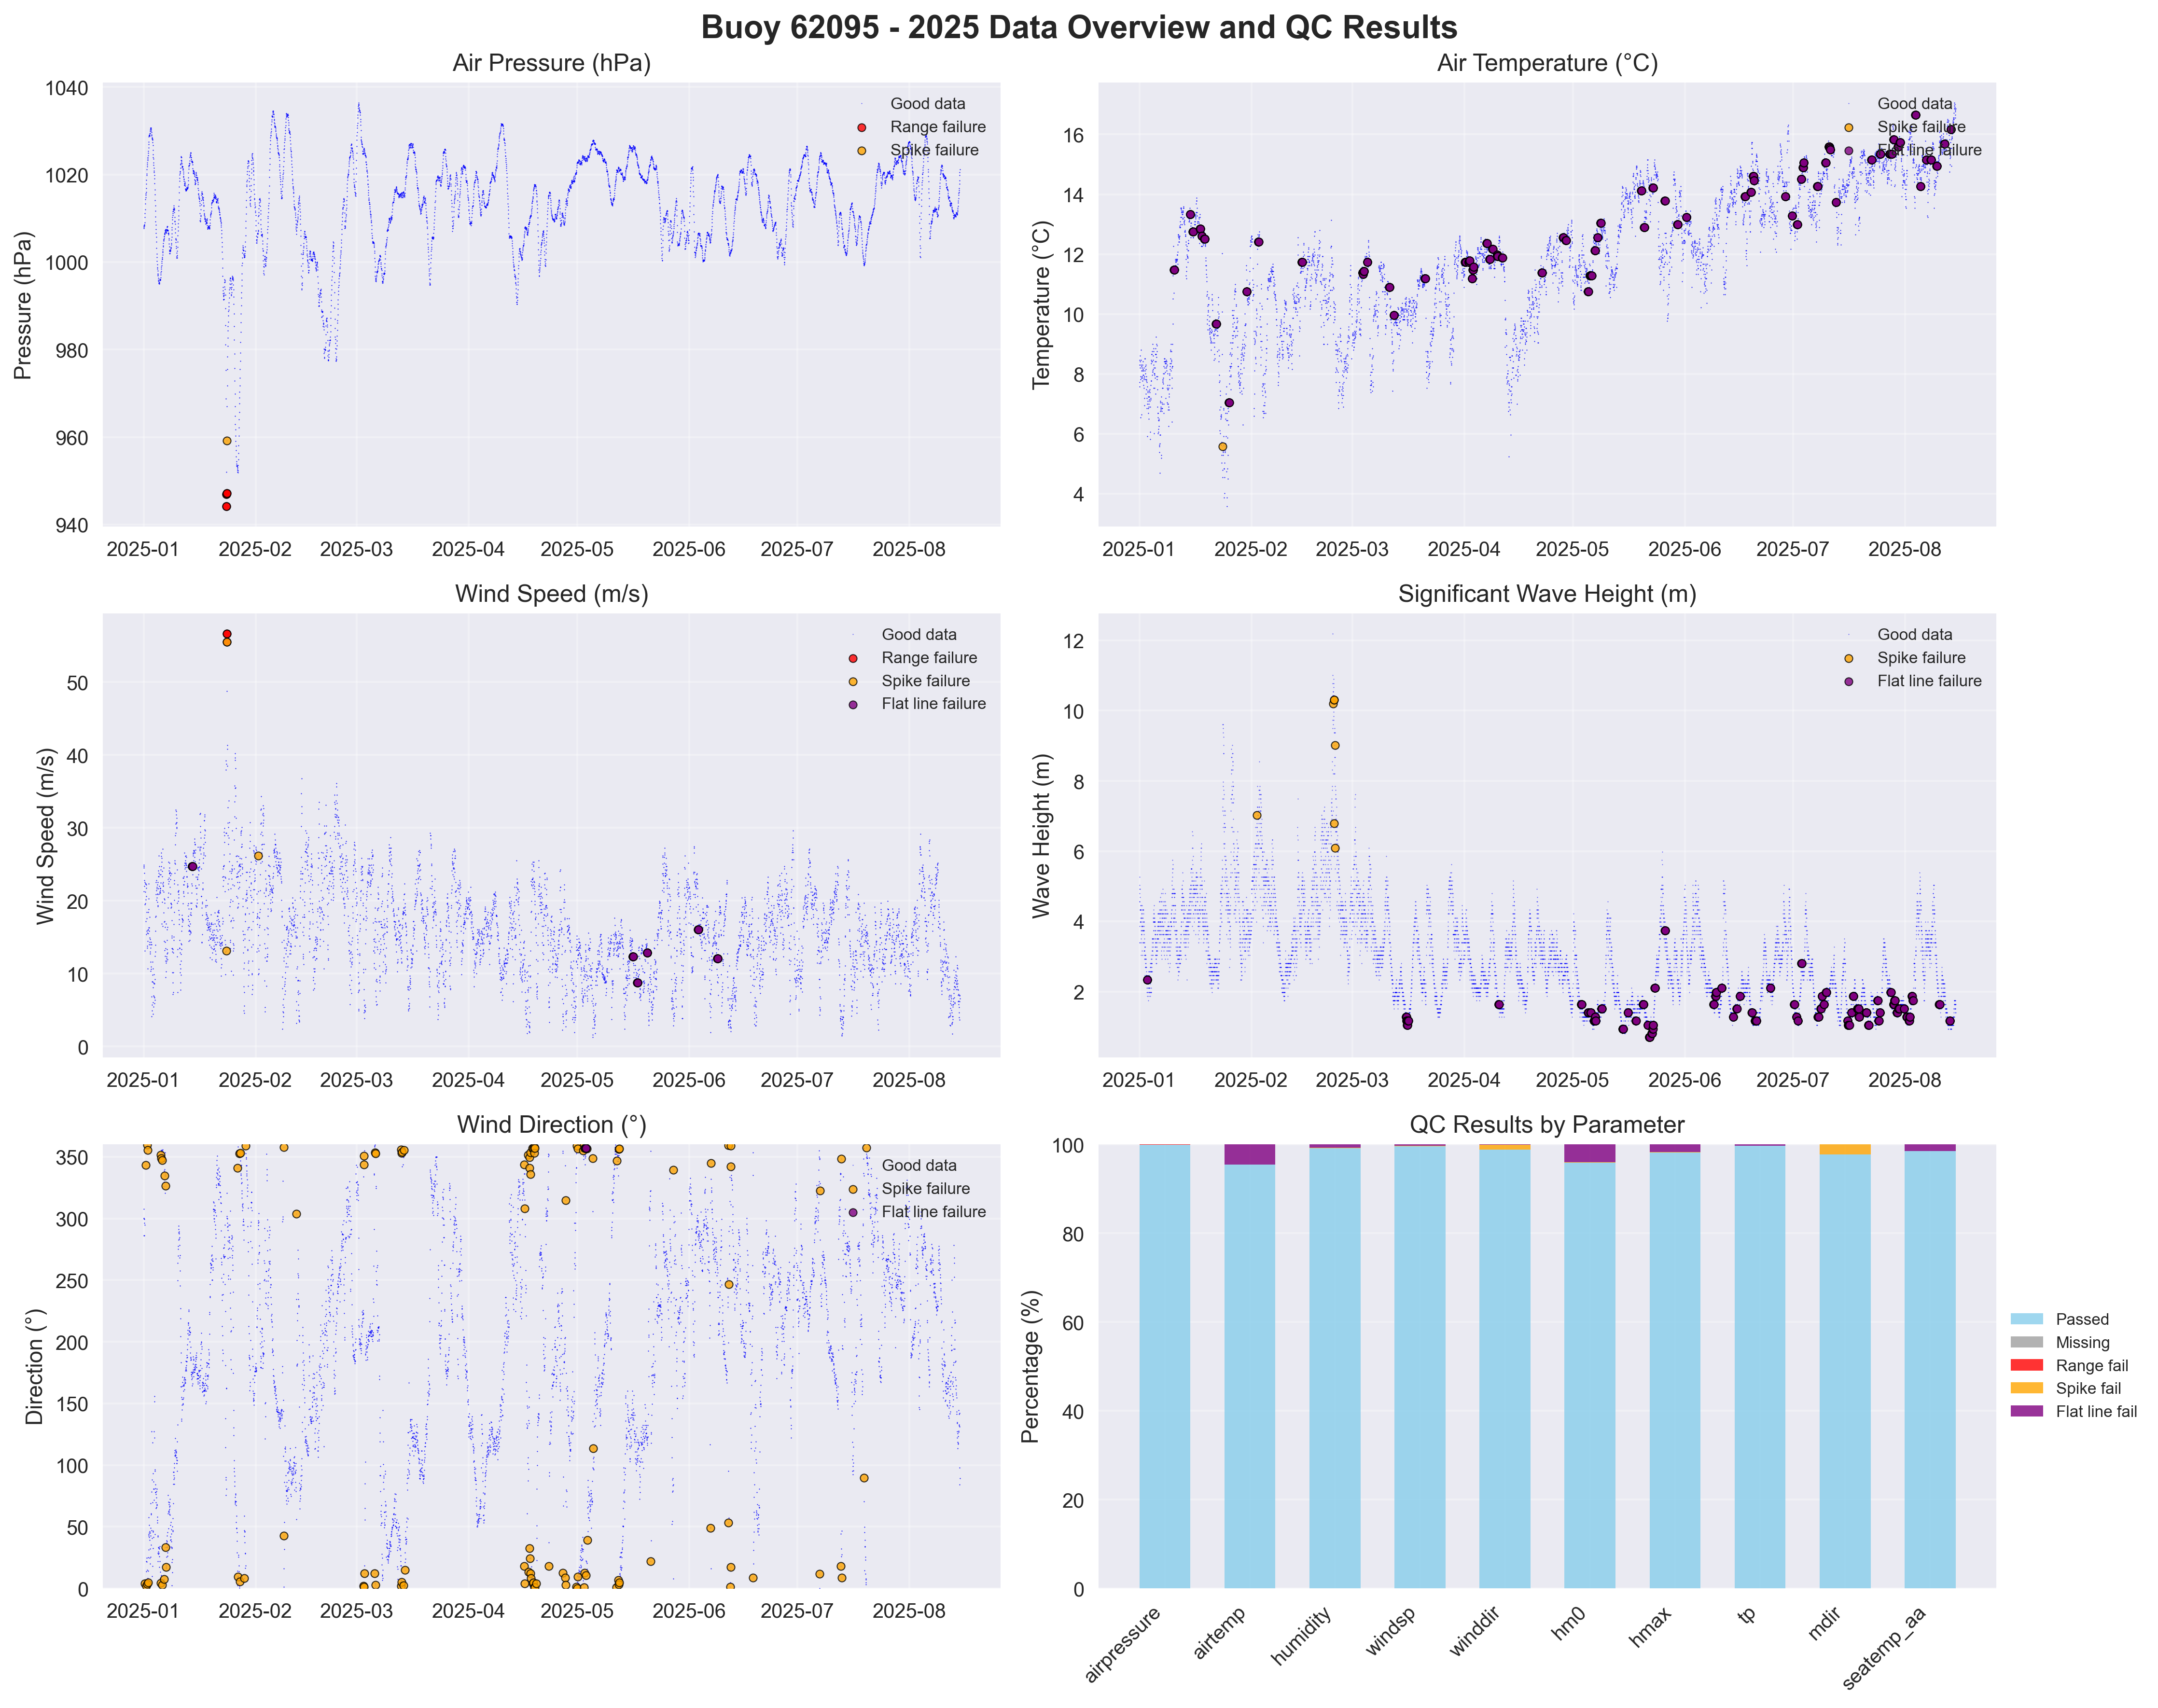 Buoy 62095 - 2025 Data Overview and QC Results
Air Pressure (hPa)
Pressure (hPa)
1040
1020
1000
980
960
940
2025-01 2025-02 2025-03 2025-04 2025-05 2025-06 2025-07 2025-08
Good data
Range failure
Spike failure
Air Temperature (°C)
Temperature (°C)
16
14
12
10
8
6
4
2025-01 2025-02 2025-03 2025-04 2025-05 2025-06 2025-07 2025-08
Good data
Spike failure
Flat line failure
Wind Speed (m/s)
Wind Speed (m/s)
50
40
30
20
10
0
2025-01 2025-02 2025-03 2025-04 2025-05 2025-06 2025-07 2025-08
Good data
Range failure
Spike failure
Flat line failure
Significant Wave Height (m)
Wave Height (m)
12
10
8
6
4
2
2025-01 2025-02 2025-03 2025-04 2025-05 2025-06 2025-07 2025-08
Good data
Spike failure
Flat line failure
Wind Direction (°)
Direction (°)
350
300
250
200
150
100
50
0
2025-01 2025-02 2025-03 2025-04 2025-05 2025-06 2025-07 2025-08
Good data
Spike failure
Flat line failure
QC Results by Parameter
Percentage (%)
100
80
60
40
20
0
airpressure
airtemp
humidity
windsp
winddir
hm0
hmax
tp
mdir
seatemp_aa
Passed
Missing
Range fail
Spike fail
Flat line fail